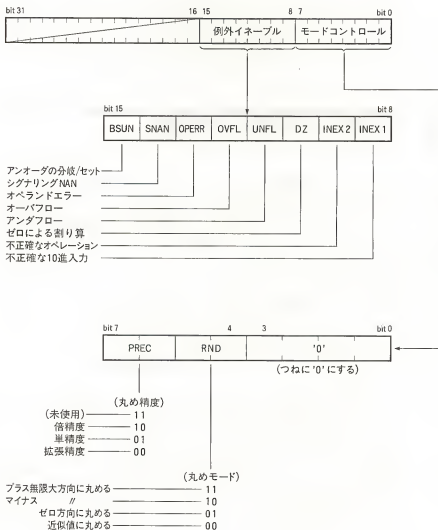 bit 31 16 15 8 7 bit 0
例外イネーブル モードコントロール
bit 15 bit 8
BSUN SNAN OPERR OVFL UNFL DZ INEX2 INEX1
アンオーダの分岐/セット
シグナリングNAN
オペランドエラー
オーバフロー
アンダフロー
ゼロによる割り算
不正確なオペレーション
不正確な10進入力
bit 7 4 3 bit 0
PREC RND '0'
(つねに'0'にする)
(丸め精度)
(未使用) 11
倍精度 10
単精度 01
拡張精度 00
(丸めモード)
プラス無限大方向に丸める 11
マイナス 〃 10
ゼロ方向に丸める 01
近似値に丸める 00